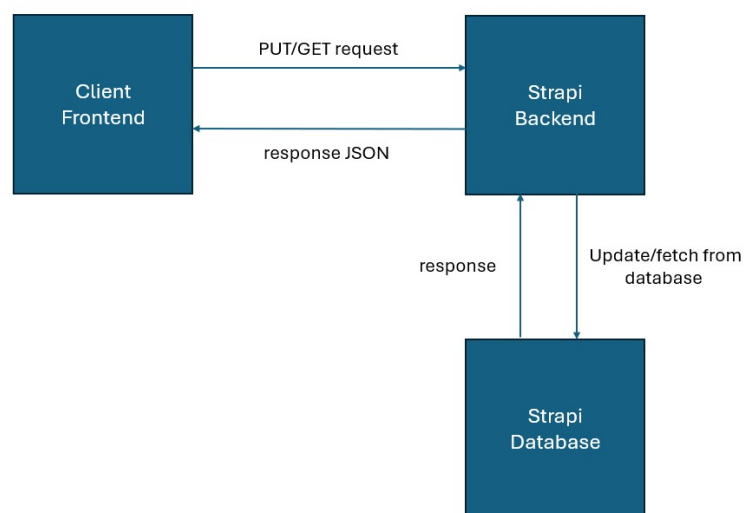 PUT/GET request
Client
Frontend
Strapi
Backend
response JSON
response
Update/fetch from
database
Strapi
Database